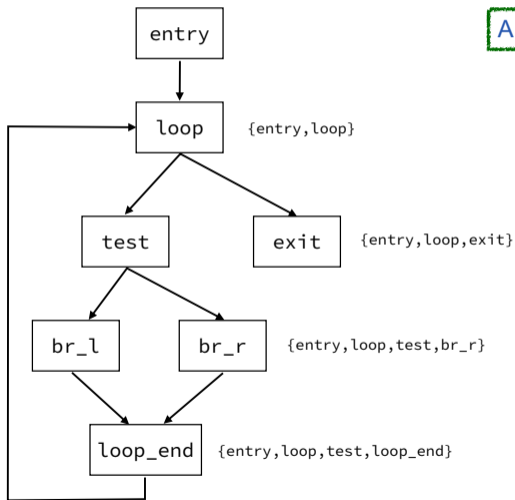 entry
A
loop
{entry,loop}
test
exit
{entry,loop,exit}
br_l
br_r
{entry,loop,test,br_r}
loop_end
{entry,loop,test,loop_end}